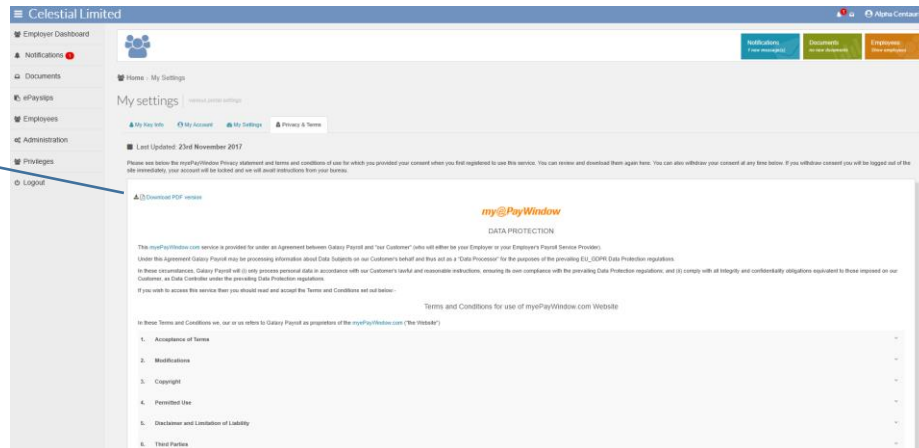 Celestial Limited
Alpha Centauri
Employer Dashboard
Notifications
Documents
ePayslips
Employees
Administration
Privileges
Logout
Notifications
7 new message(s)
Documents
no new documents
Employees
Show employees
Home - My Settings
My settings
My Key Info My Account My Settings Privacy & Terms
Last Updated: 23rd November 2017
Please see below the myePayWindow Privacy statement and terms and conditions of use for which you provided your consent when you first registered to use this service. You can review and download them again here. You can also withdraw your consent at any time below. If you withdraw consent you will be logged out of the
site immediately, your account will be locked and we will await instructions from your bureau.
Download PDF version
my@PayWindow
DATA PROTECTION
This myePayWindow.com service is provided for under an Agreement between Galaxy Payroll and "our Customer" (who will either be your Employer or your Employer's Payroll Service Provider).
Under this Agreement Galaxy Payroll may be processing information about Data Subjects on our Customer's behalf and thus act as a "Data Processor" for the purposes of the prevailing EU_GDPR Data Protection regulations.
In these circumstances, Galaxy Payroll will (i) only process personal data in accordance with our Customer's lawful and reasonable instructions, ensuring its own compliance with the prevailing Data Protection regulations; and (ii) comply with all integrity and confidentiality obligations equivalent to those imposed on our
Customer, as Data Controller under the prevailing Data Protection regulations.
If you wish to access this service then you should read and accept the Terms and Conditions set out below:-
Terms and Conditions for use of myePayWindow.com Website
In these Terms and Conditions we, our or us refers to Galaxy Payroll as proprietors of the myePayWindow.com ("the Website")
1. Acceptance of Terms
2. Modifications
3. Copyright
4. Permitted Use
5. Disclaimer and Limitation of Liability
6. Third Parties